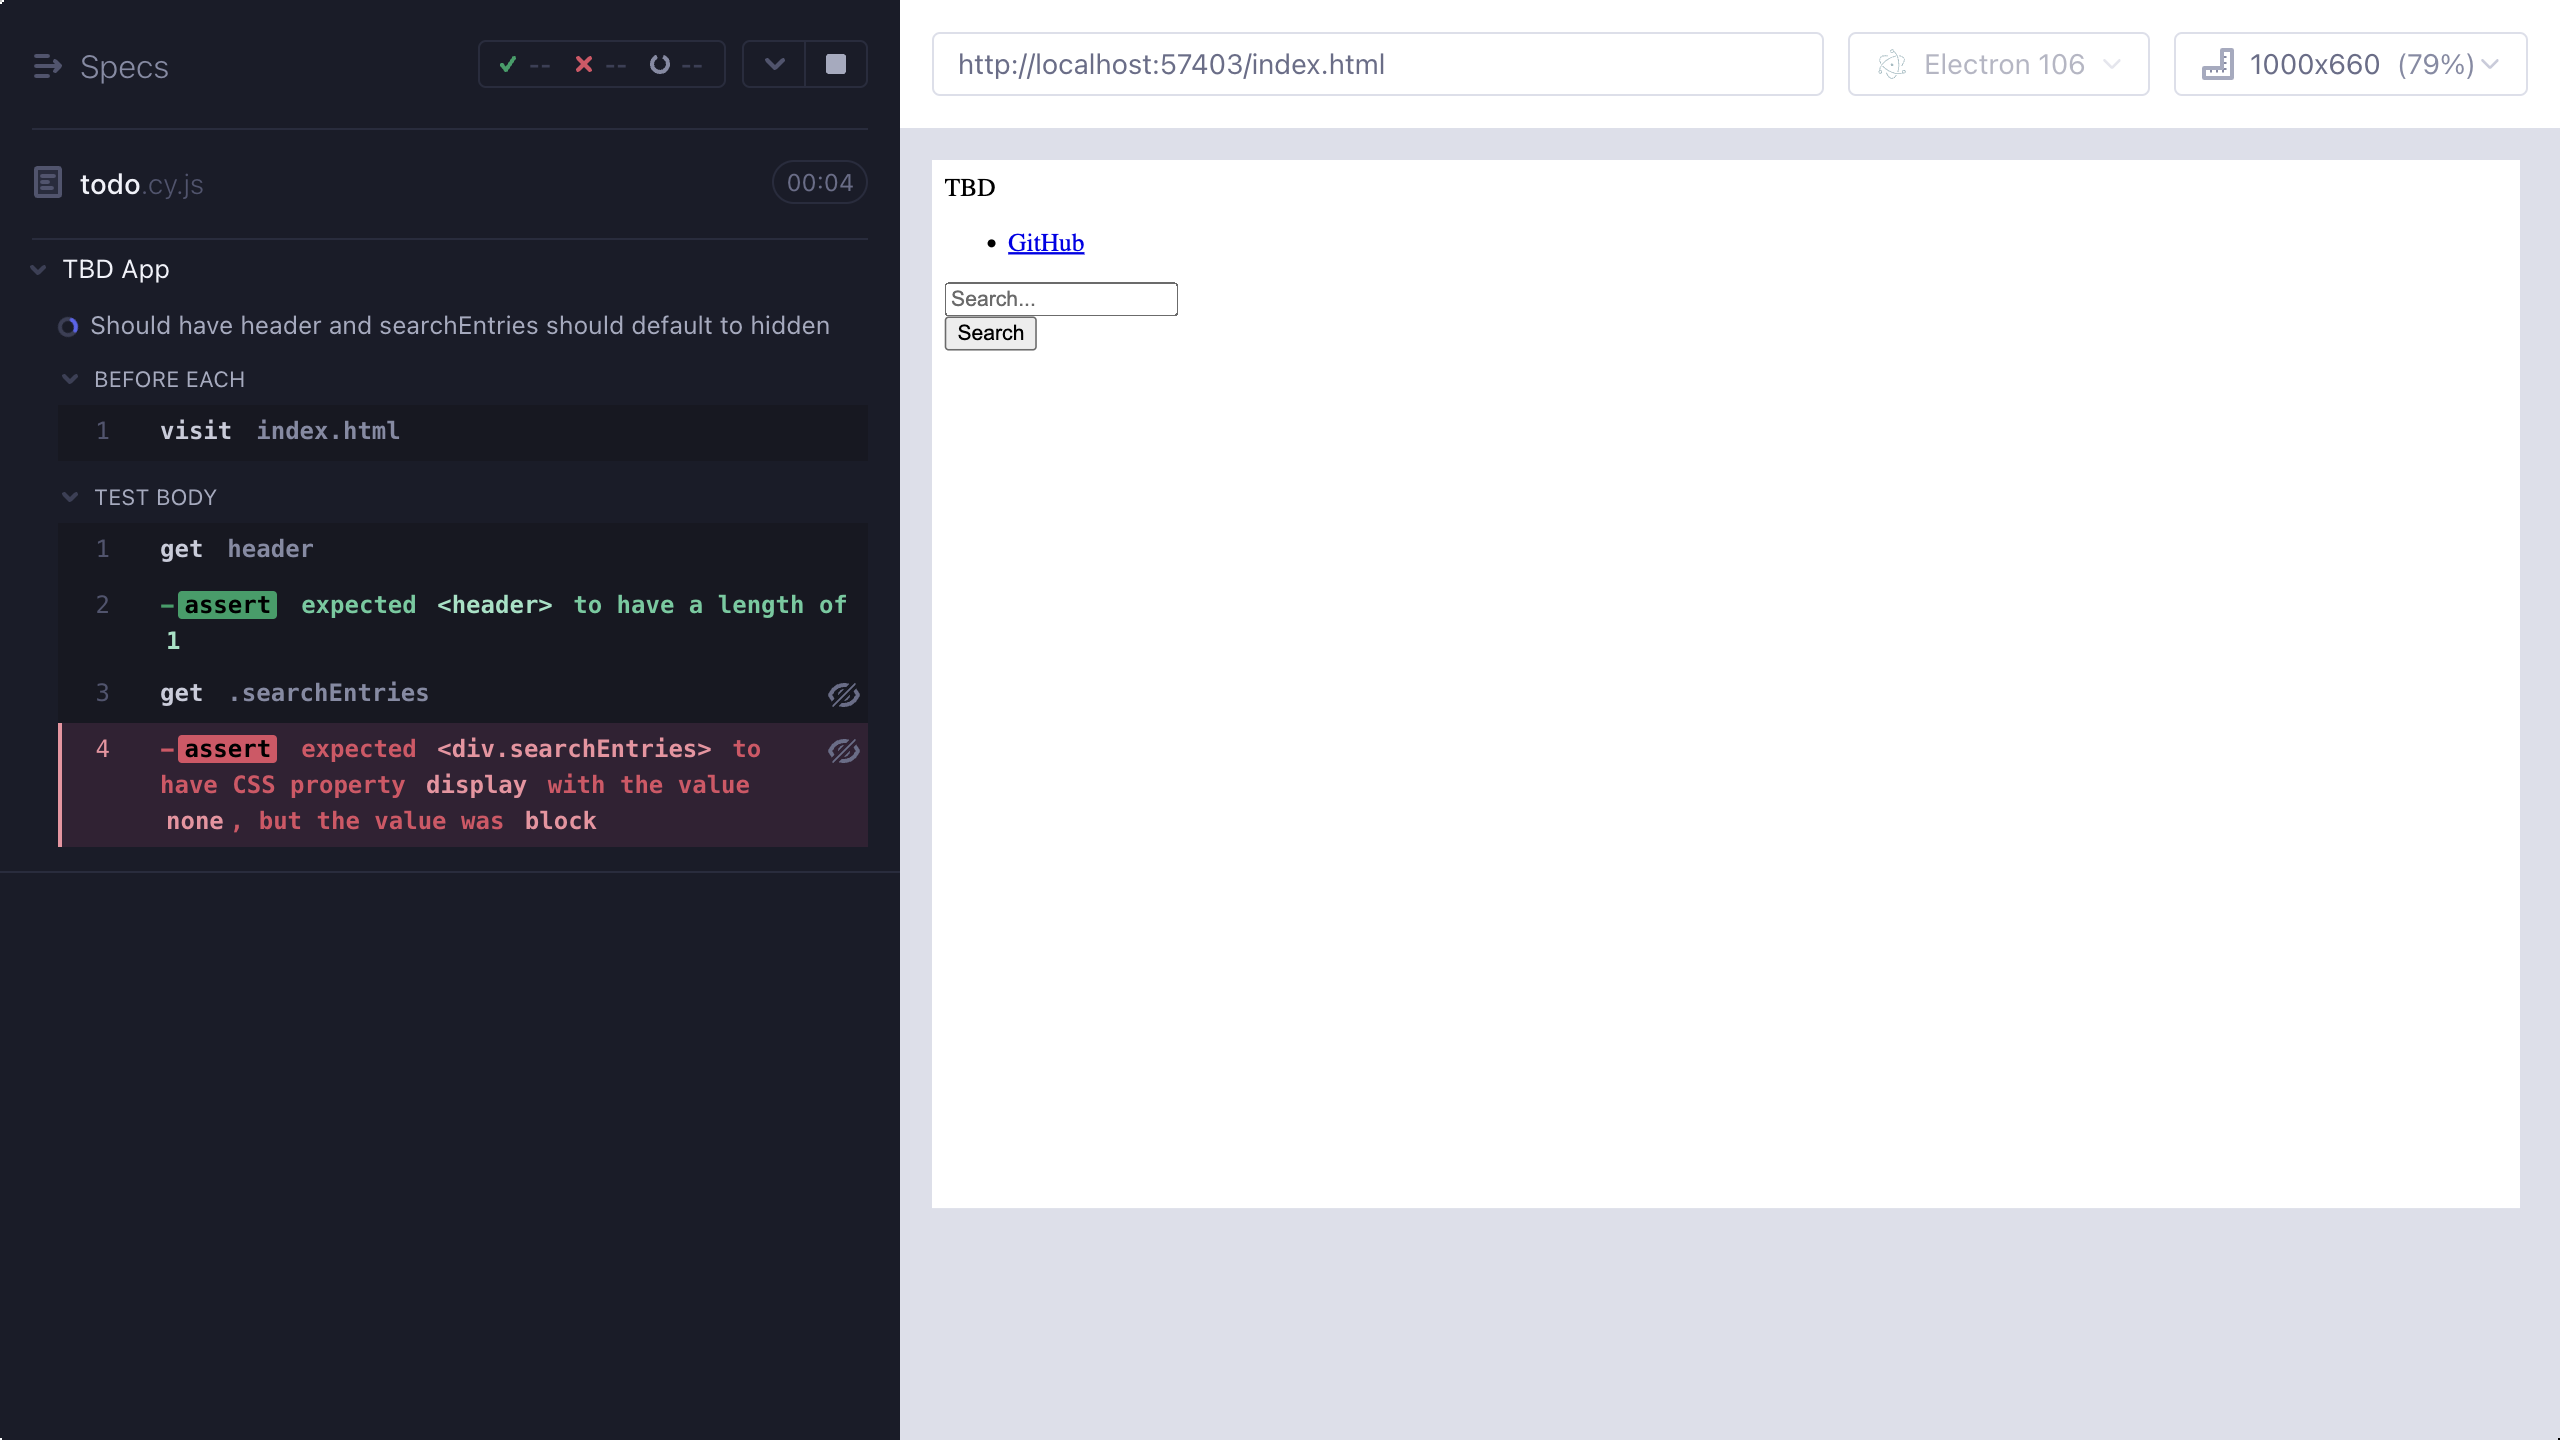 Specs
-- -- --
todo.cy.js 00:04
TBD App
Should have header and searchEntries should default to hidden
BEFORE EACH
1 visit index.html
TEST BODY
1 get header
2 -assert expected <header> to have a length of
1
3 get .searchEntries
4 -assert expected <div.searchEntries> to
have CSS property display with the value
none, but the value was block
http://localhost:57403/index.html
Electron 106
1000x660 (79%)
TBD
• GitHub
Search...
Search